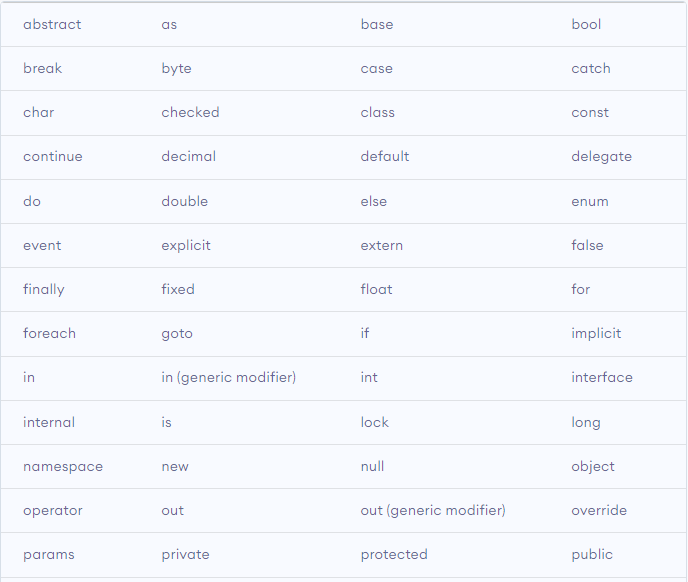 abstract as base bool
break byte case catch
char checked class const
continue decimal default delegate
do double else enum
event explicit extern false
finally fixed float for
foreach goto if implicit
in in (generic modifier) int interface
internal is lock long
namespace new null object
operator out out (generic modifier) override
params private protected public